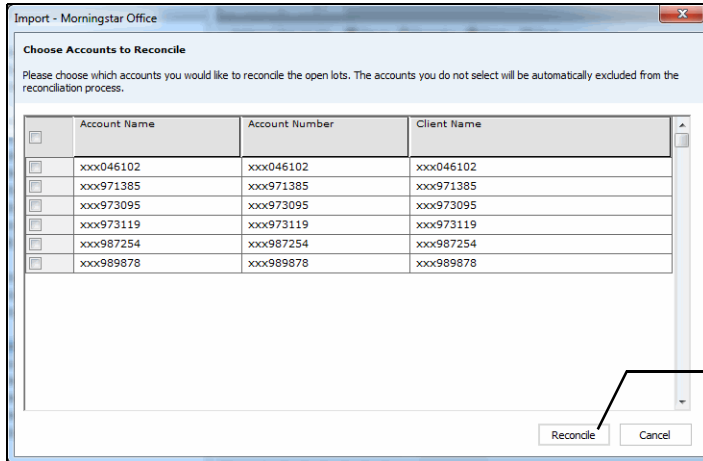 Import - Morningstar Office
Choose Accounts to Reconcile
Please choose which accounts you would like to reconcile the open lots. The accounts you do not select will be automatically excluded from the
reconciliation process.
Account Name Account Number Client Name
xxx046102 xxx046102 xxx046102
xxx971385 xxx971385 xxx971385
xxx973095 xxx973095 xxx973095
xxx973119 xxx973119 xxx973119
xxx987254 xxx987254 xxx987254
xxx989878 xxx989878 xxx989878
Reconcile Cancel